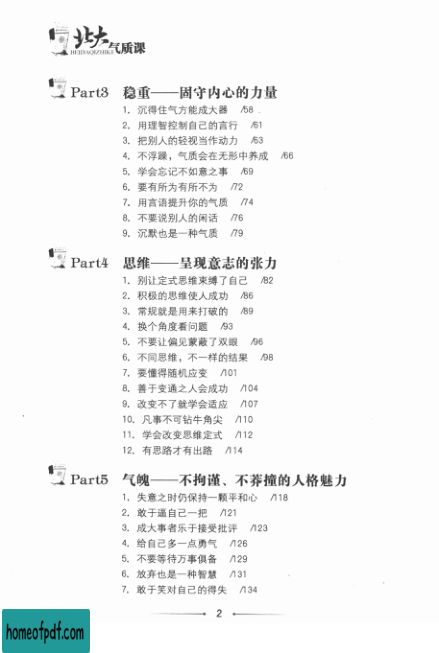 北大气质课
BEIDAQIZHIKE
Part3 稳重——固守内心的力量
1. 沉得住气方能成大器 /58
2. 用理智控制自己的言行 /61
3. 把别人的轻视当作动力 /63
4. 不浮躁，气质会在无形中养成 /66
5. 学会忘记不如意之事 /69
6. 要有所为有所不为 /72
7. 用言语提升你的气质 /74
8. 不要说别人的闲话 /76
9. 沉默也是一种气质 /79
Part4 思维——呈现意志的张力
1. 别让定式思维束缚了自己 /82
2. 积极的思维使人成功 /86
3. 常规就是用来打破的 /89
4. 换个角度看问题 /93
5. 不要让偏见蒙蔽了双眼 /96
6. 不同思维，不一样的结果 /98
7. 要懂得随机应变 /101
8. 善于变通之人会成功 /104
9. 改变不了就学会适应 /107
10. 凡事不可钻牛角尖 /110
11. 学会改变思维定式 /112
12. 有思路才有出路 /114
Part5 气魄——不拘谨、不莽撞的人格魅力
1. 失意之时仍保持一颗平和心 /118
2. 敢于逼自己一把 /121
3. 成大事者乐于接受批评 /123
4. 给自己多一点勇气 /126
5. 不要等待万事俱备 /129
6. 放弃也是一种智慧 /131
7. 敢于笑对自己的得失 /134
2
homeofpdf.com